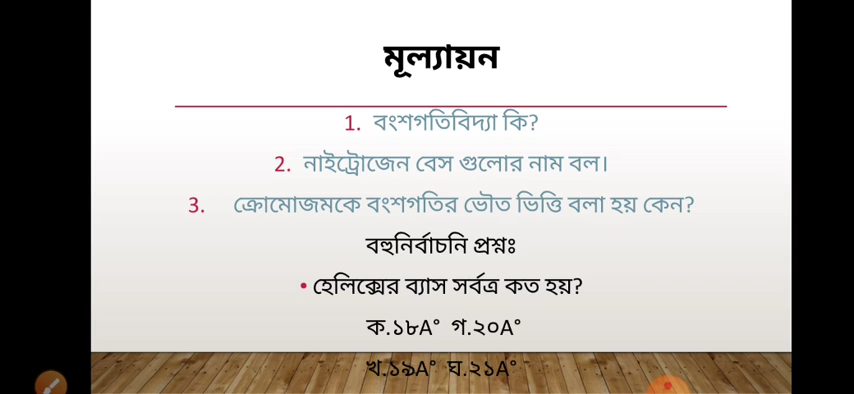 মূল্যায়ন
1. বংশগতিবিদ্যা কি?
2. নাইট্রোজেন বেস গুলোর নাম বল।
3. ক্রোমোজমকে বংশগতির ভৌত ভিত্তি বলা হয় কেন?
বহুনির্বাচনি প্রশ্নঃ
• হেলিক্সের ব্যাস সর্বত্র কত হয়?
ক.১৮A° গ.২০A°
খ.১৯A° ঘ.২১A°